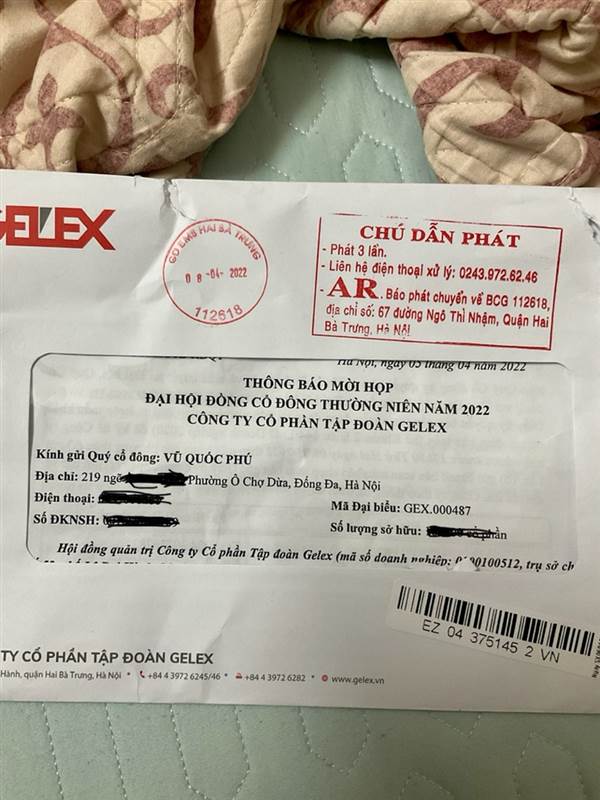 GELEX
GD EMS HAI BÀ TRƯNG
08-04-2022
112618
CHỈ DẪN PHÁT
- Phát 3 lần.
- Liên hệ điện thoại xử lý: 0243.972.62.46
- AR. Báo phát chuyển về BCG 112618,
địa chỉ số: 67 đường Ngô Thì Nhậm, Quận Hai
Bà Trưng, Hà Nội
Hà Nội, ngày 05 tháng 04 năm 2022
THÔNG BÁO MỜI HỌP
ĐẠI HỘI ĐỒNG CỔ ĐÔNG THƯỜNG NIÊN NĂM 2022
CÔNG TY CỔ PHẦN TẬP ĐOÀN GELEX
Kính gửi Quý cổ đông: VŨ QUỐC PHÚ
Địa chỉ: 219 ngõ Phường Ô Chợ Dừa, Đống Đa, Hà Nội
Điện thoại:
Mã Đại biểu: GEX.000487
Số ĐKNSH:
Số lượng sở hữu: cổ phần
Hội đồng quản trị Công ty Cổ phần Tập đoàn Gelex (mã số doanh nghiệp: 0100100512, trụ sở ch
EZ 04 375145 2 VN
TY CỔ PHẦN TẬP ĐOÀN GELEX
Hành, quận Hai Bà Trưng, Hà Nội • +84 4 3972 6245/46 • +84 4 3972 6282 • www.gelex.vn